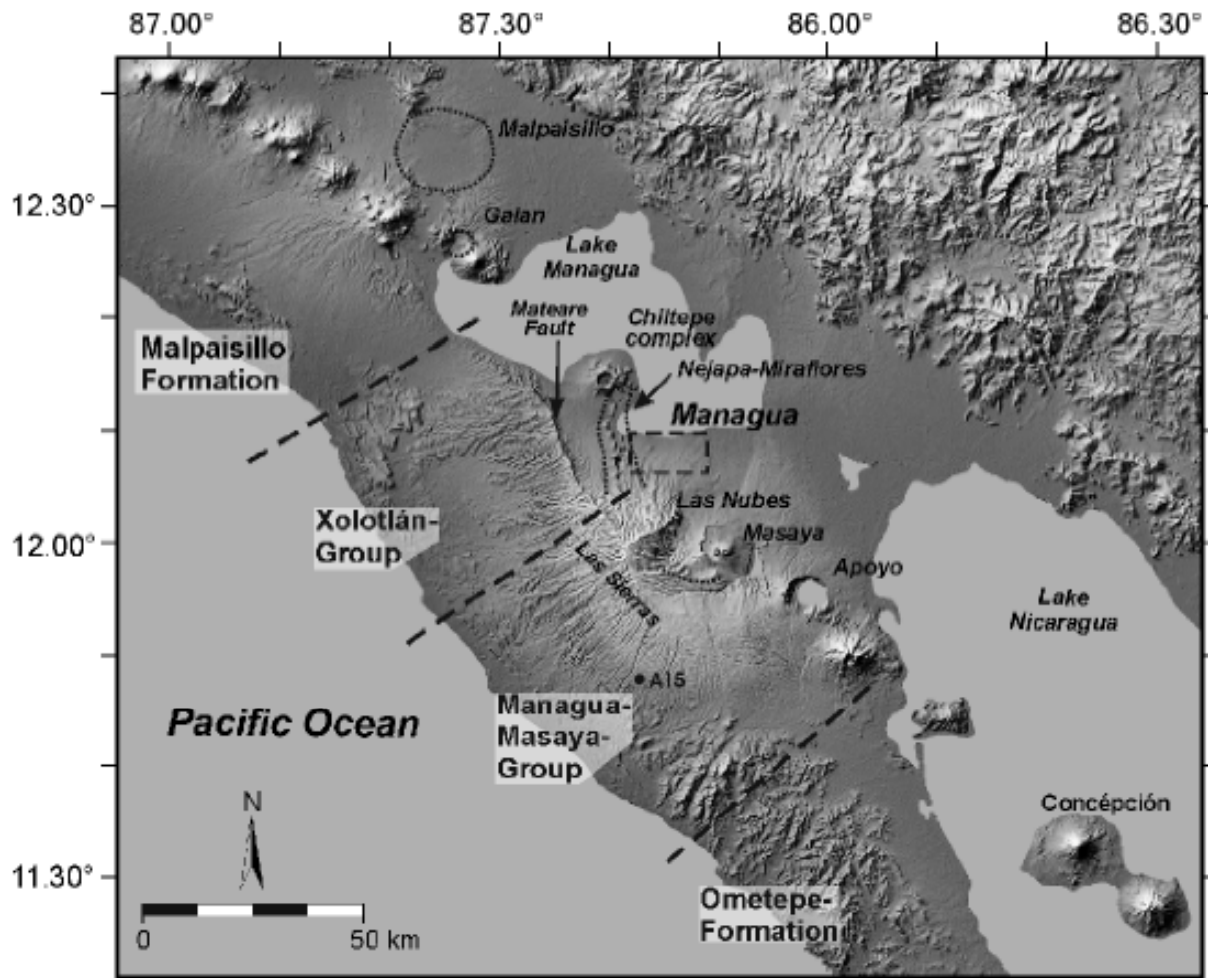 87.00°
87.30°
86.00°
86.30°
12.30°
12.00°
11.30°
Malpaisillo
Galan
Lake
Managua
Mateare
Fault
Chiltepe
complex
Nejapa-Miraflores
Managua
Malpaisillo
Formation
Las Nubes
Masaya
Xolotlán-
Group
Las Sierras
Apoyo
Lake
Nicaragua
A15
Managua-
Masaya-
Group
Pacific Ocean
Concépción
N
0
50 km
Ometepe-
Formation